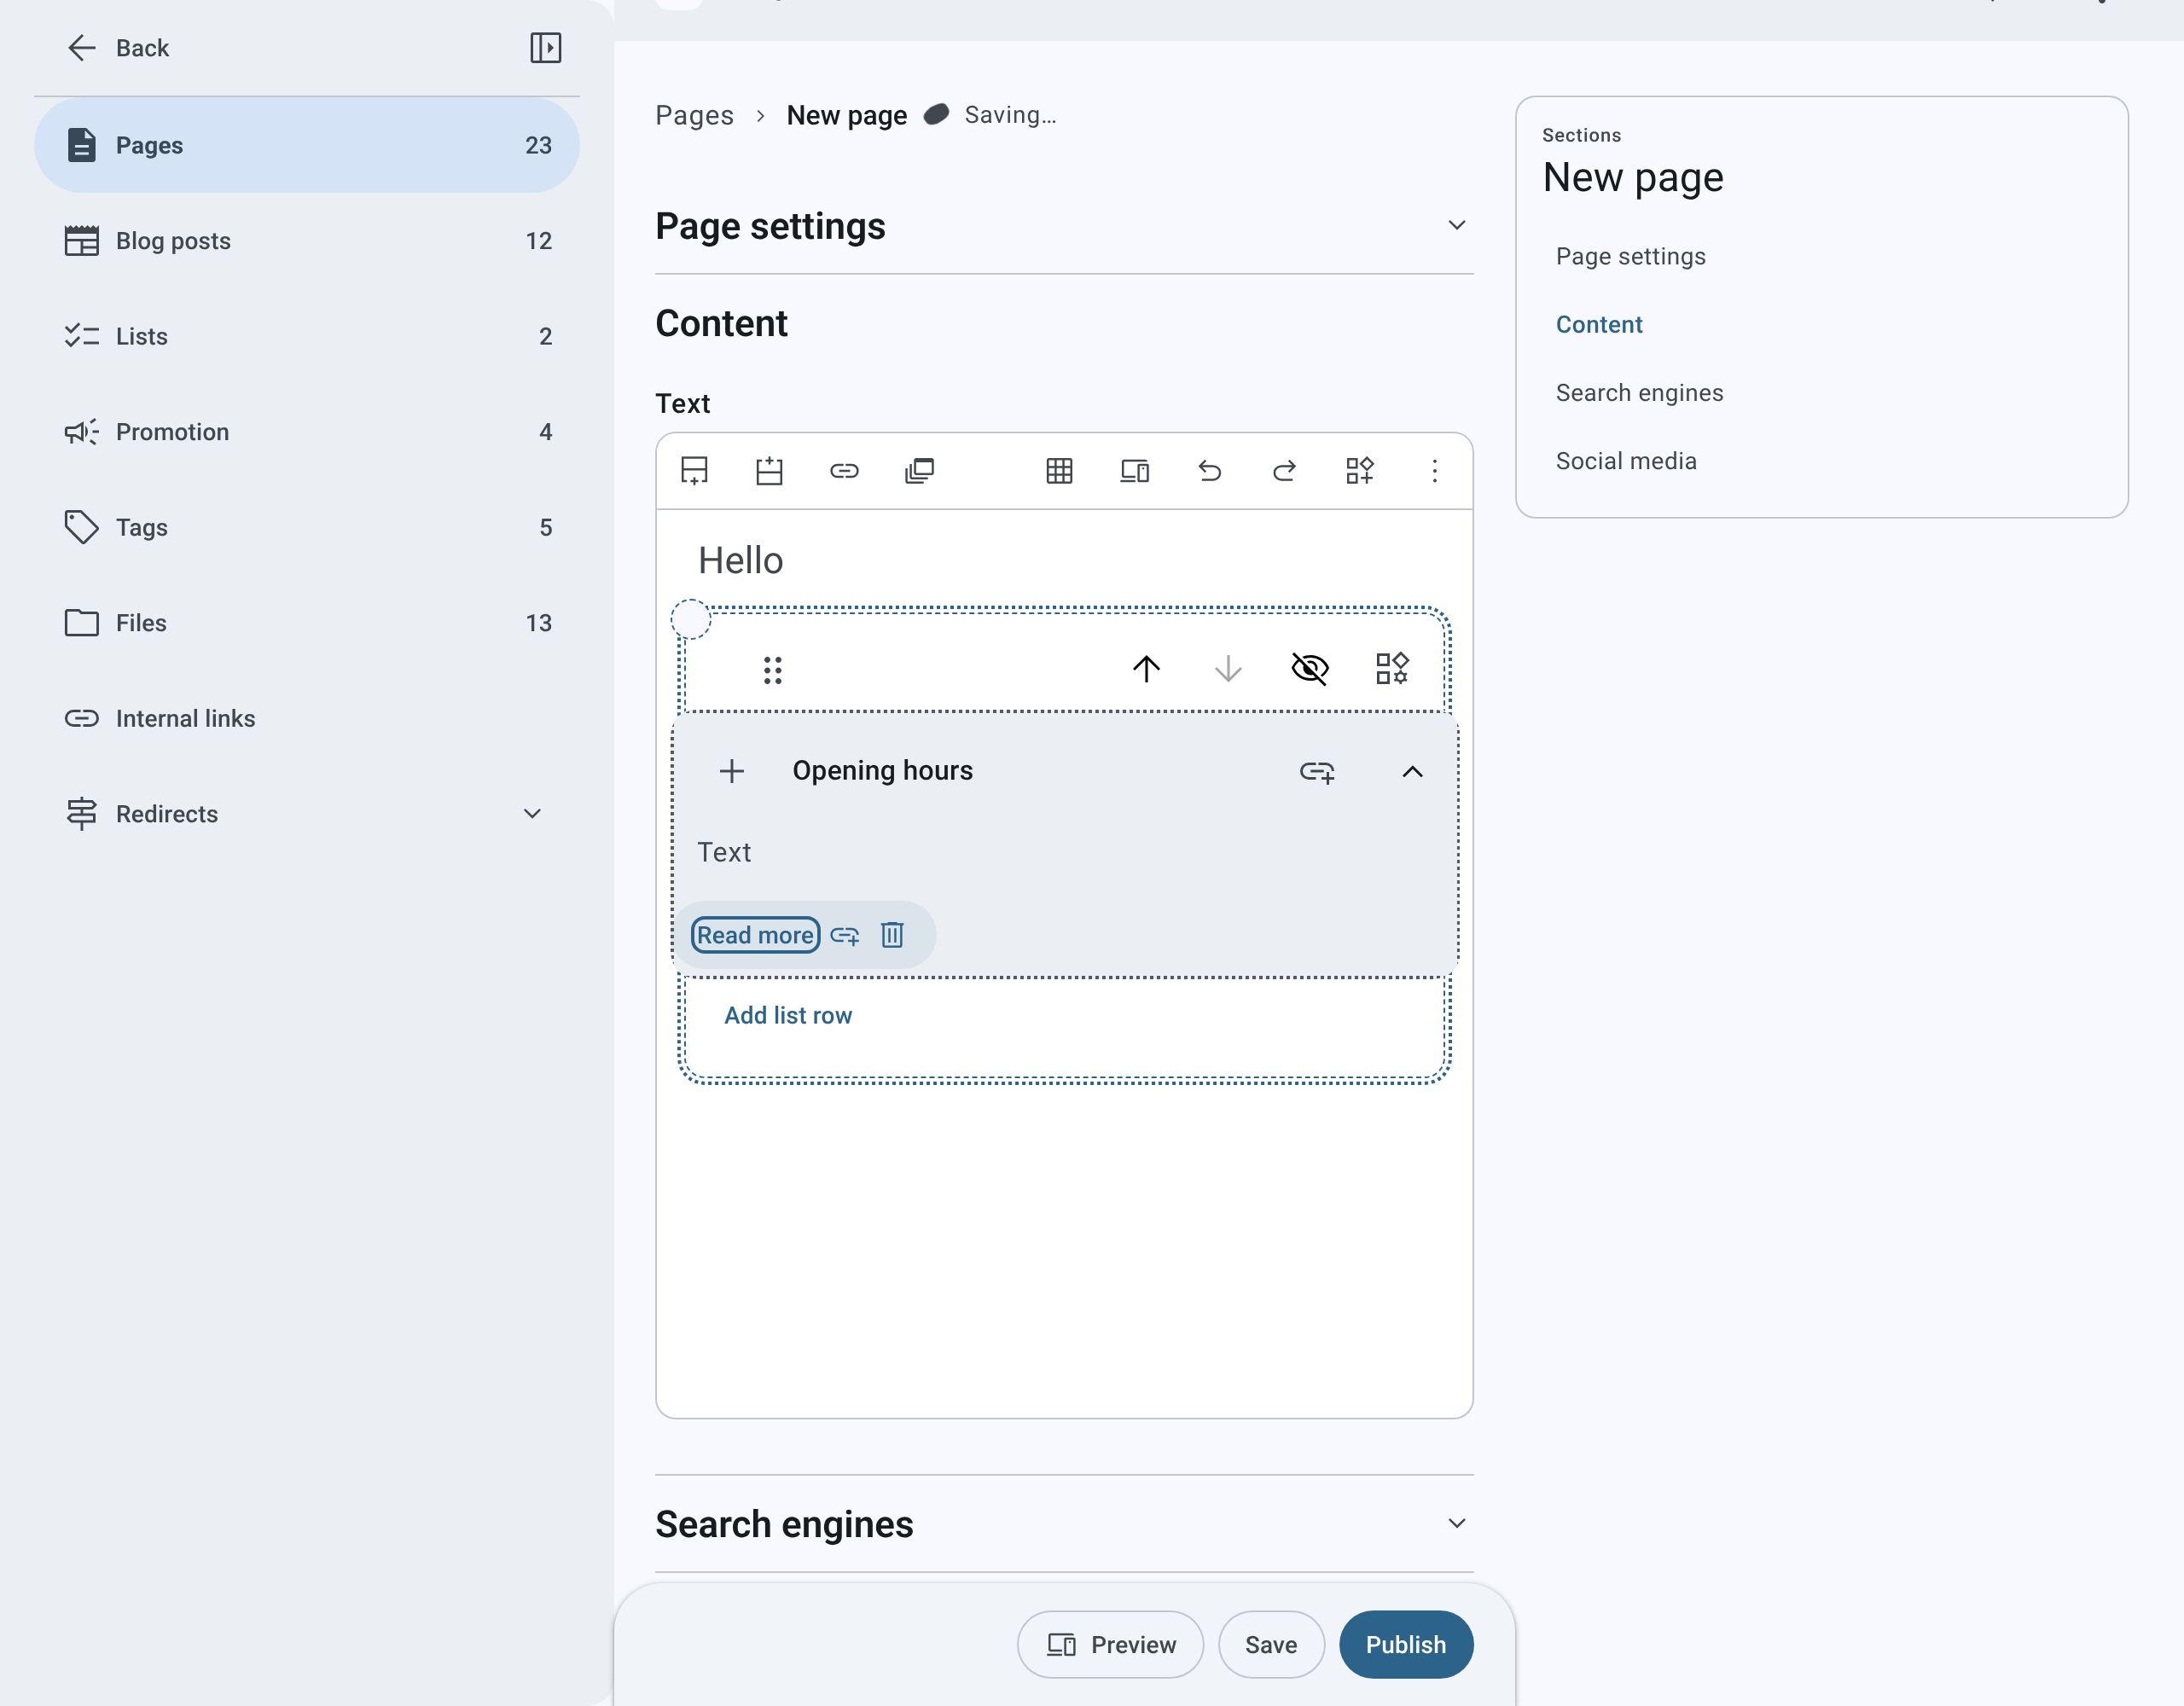 Back
Pages 23
Blog posts 12
Lists 2
Promotion 4
Tags 5
Files 13
Internal links
Redirects
Pages > New page Saving...
Page settings
Content
Text
Hello
Opening hours
Text
Read more
Add list row
Search engines
Preview
Save
Publish
Sections
New page
Page settings
Content
Search engines
Social media